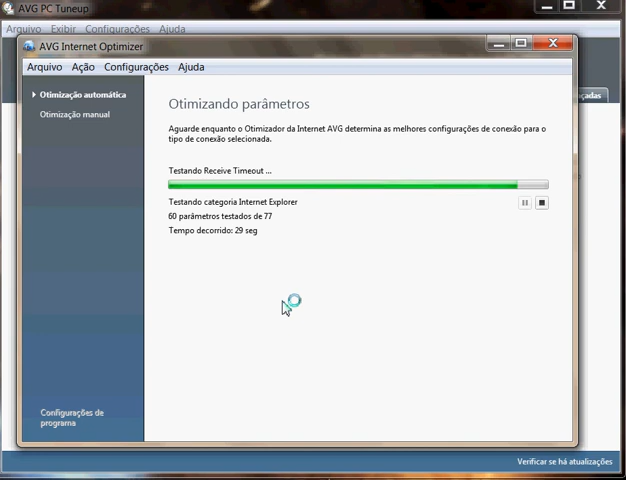 AVG PC Tuneup
Arquivo Exibir Configurações Ajuda
AVG Internet Optimizer
Arquivo Ação Configurações Ajuda
Otimização automática
Otimização manual
Otimizando parâmetros
Aguarde enquanto o Otimizador da Internet AVG determina as melhores configurações de conexão para o
tipo de conexão selecionada.
Testando Receive Timeout ...
Testando categoria Internet Explorer
60 parâmetros testados de 77
Tempo decorrido: 29 seg
Configurações de
programa
Verificar se há atualizações